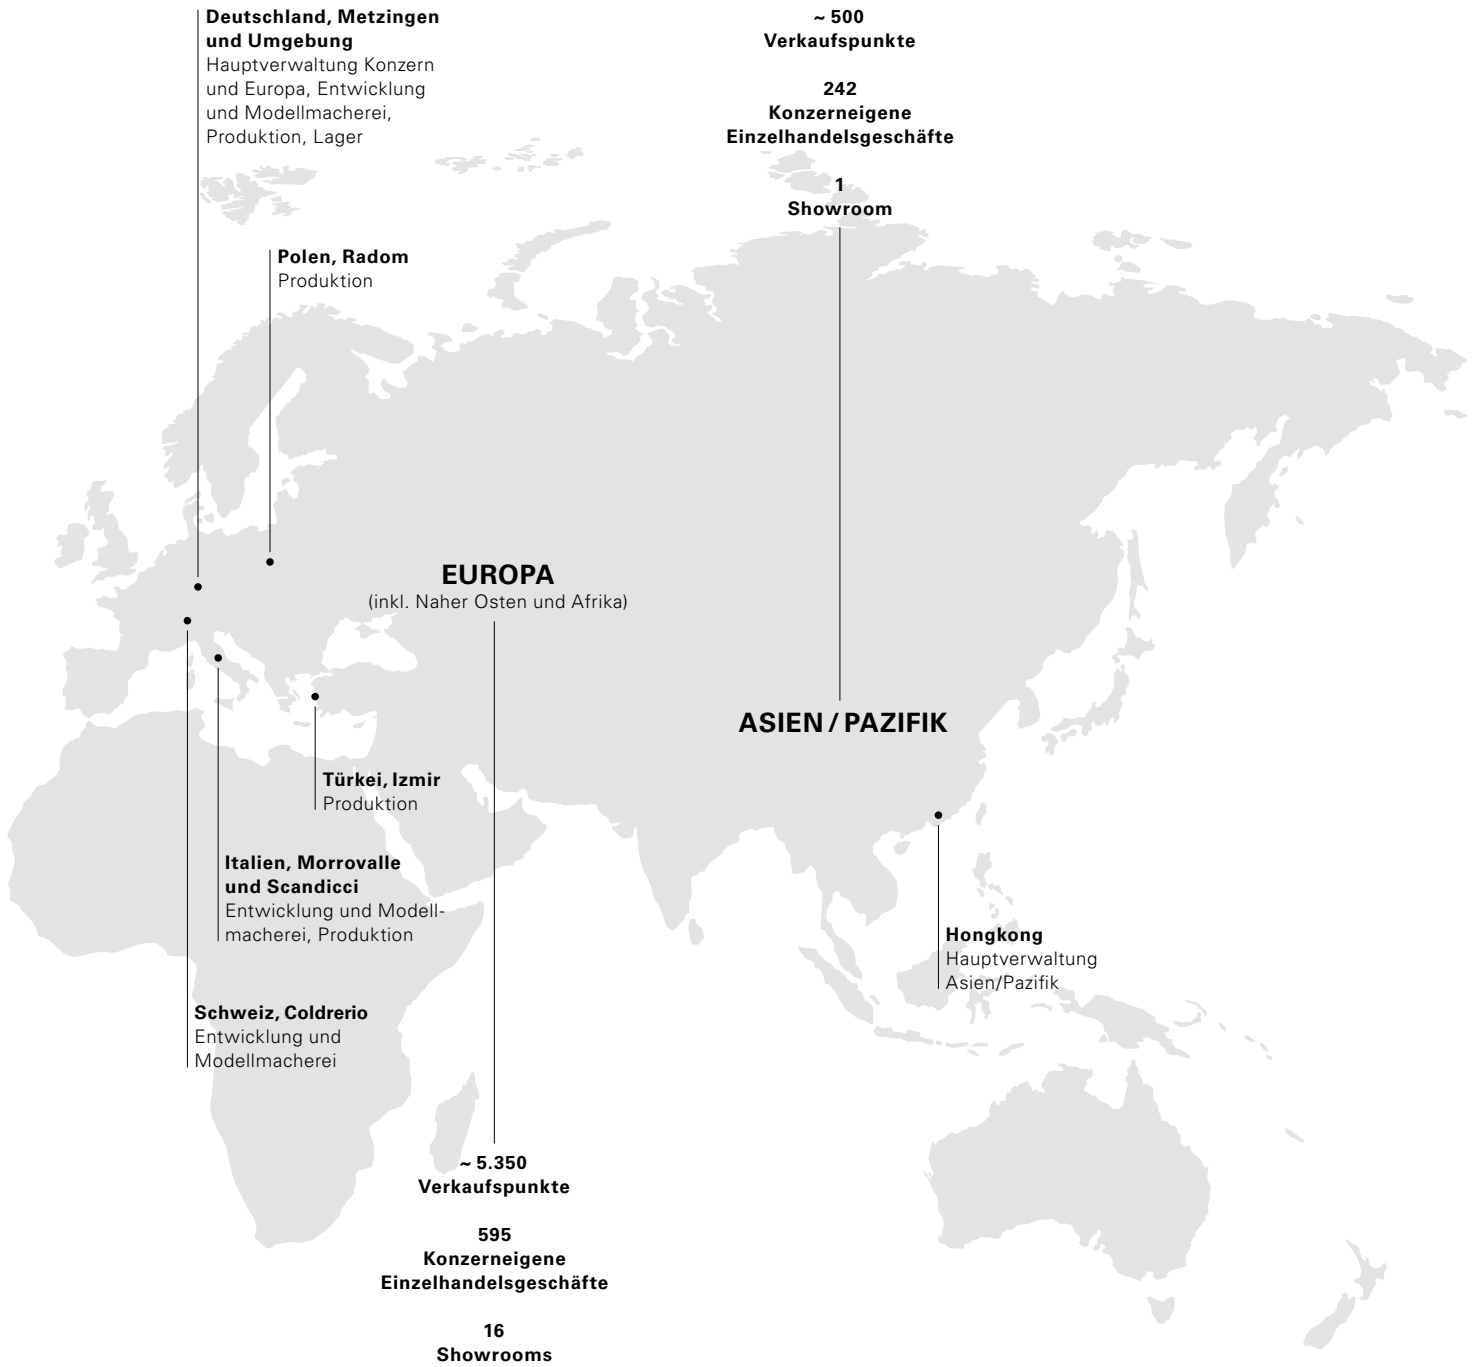 Deutschland, Metzingen
und Umgebung
Hauptverwaltung Konzern
und Europa, Entwicklung
und Modellmacherei,
Produktion, Lager
~ 500
Verkaufspunkte
242
Konzerneigene
Einzelhandelsgeschäfte
1
Showroom
Polen, Radom
Produktion
EUROPA
(inkl. Naher Osten und Afrika)
ASIEN / PAZIFIK
Türkei, Izmir
Produktion
Italien, Morrovalle
und Scandicci
Entwicklung und Modell-
macherei, Produktion
Hongkong
Hauptverwaltung
Asien/Pazifik
Schweiz, Coldrerio
Entwicklung und
Modellmacherei
~ 5.350
Verkaufspunkte
595
Konzerneigene
Einzelhandelsgeschäfte
16
Showrooms